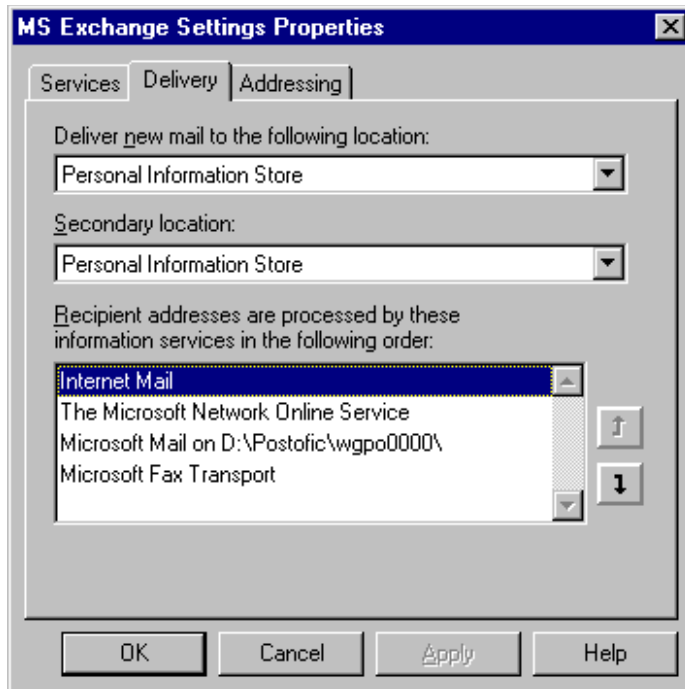 MS Exchange Settings Properties
Services Delivery Addressing
Deliver new mail to the following location:
Personal Information Store
Secondary location:
Personal Information Store
Recipient addresses are processed by these
information services in the following order:
Internet Mail
The Microsoft Network Online Service
Microsoft Mail on D:\Postofic\wgpo0000\
Microsoft Fax Transport
OK Cancel Apply Help